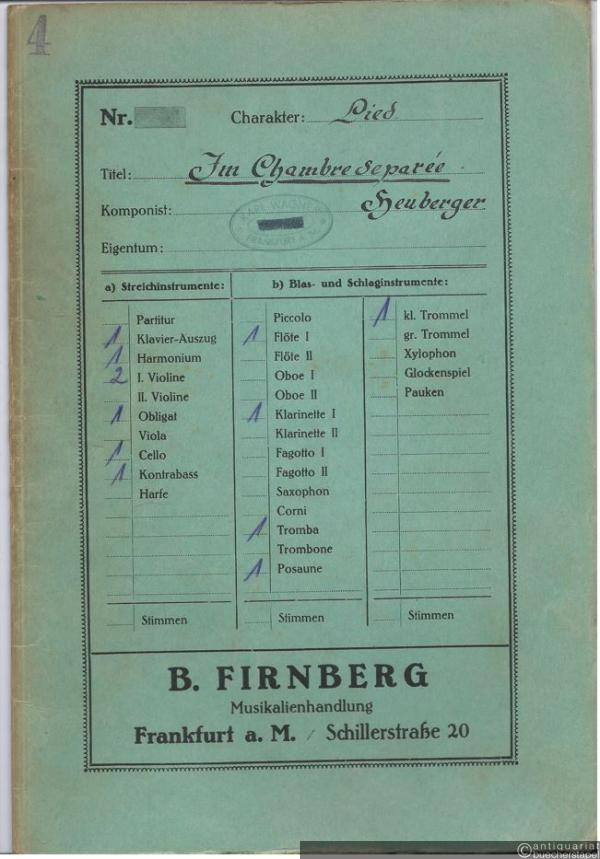 4
Nr. Charakter: Lied
Titel: Im Chambre separée
Komponist: Heuberger
KARL WAGNER
FRANKFURT A. M.
Eigentum:
a) Streichinstrumente:
Partitur
1 Klavier-Auszug
1 Harmonium
2 I. Violine
II. Violine
1 Obligat
Viola
1 Cello
1 Kontrabass
Harfe
Stimmen
b) Blas- und Schlaginstrumente:
Piccolo
1 Flöte I
Flöte II
Oboe I
Oboe II
1 Klarinette I
Klarinette II
Fagotto I
Fagotto II
Saxophon
Corni
1 Tromba
Trombone
1 Posaune
Stimmen
1 kl. Trommel
gr. Trommel
Xylophon
Glockenspiel
Pauken
Stimmen
B. FIRNBERG
Musikalienhandlung
Frankfurt a. M. / Schillerstraße 20
antiquariat
buecherstapel